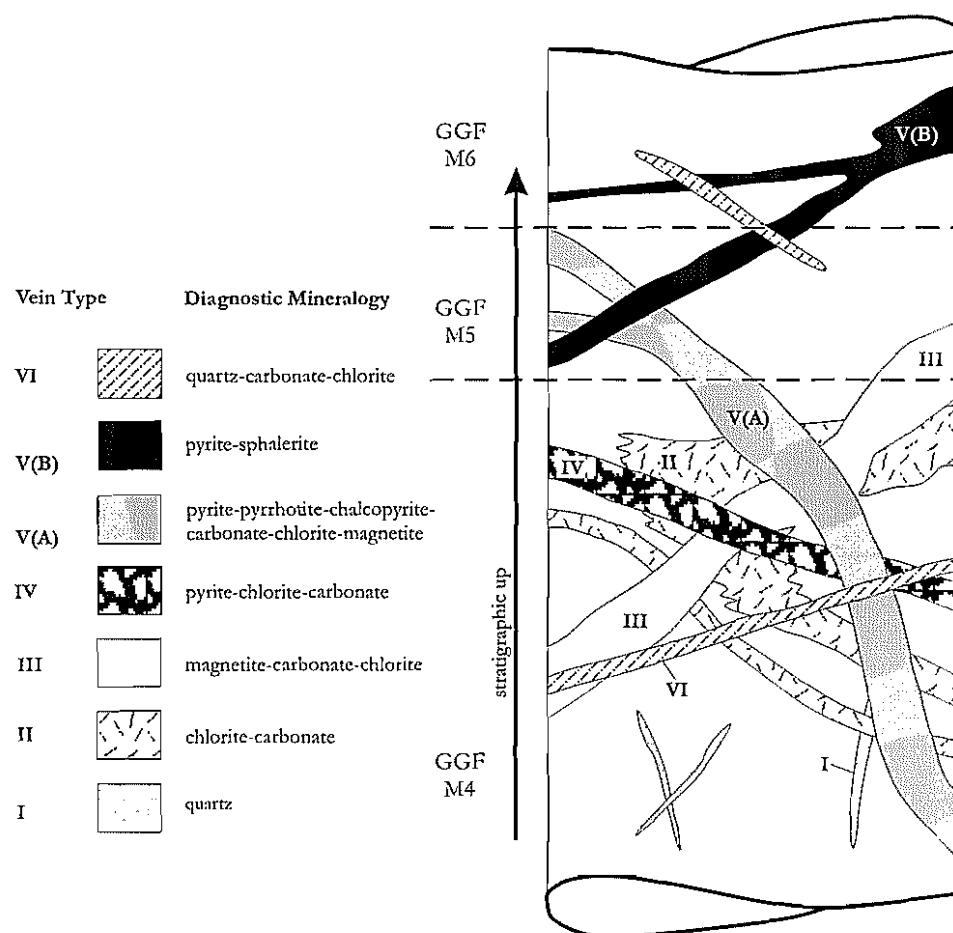 Vein Type Diagnostic Mineralogy
VI quartz-carbonate-chlorite
V(B) pyrite-sphalerite
V(A) pyrite-pyrrhotite-chalcopyrite-
carbonate-chlorite-magnetite
IV pyrite-chlorite-carbonate
III magnetite-carbonate-chlorite
II chlorite-carbonate
I quartz
GGF
M6
GGF
M5
GGF
M4
stratigraphic up
V(B)
III
V(A)
IV
II
III
VI
I